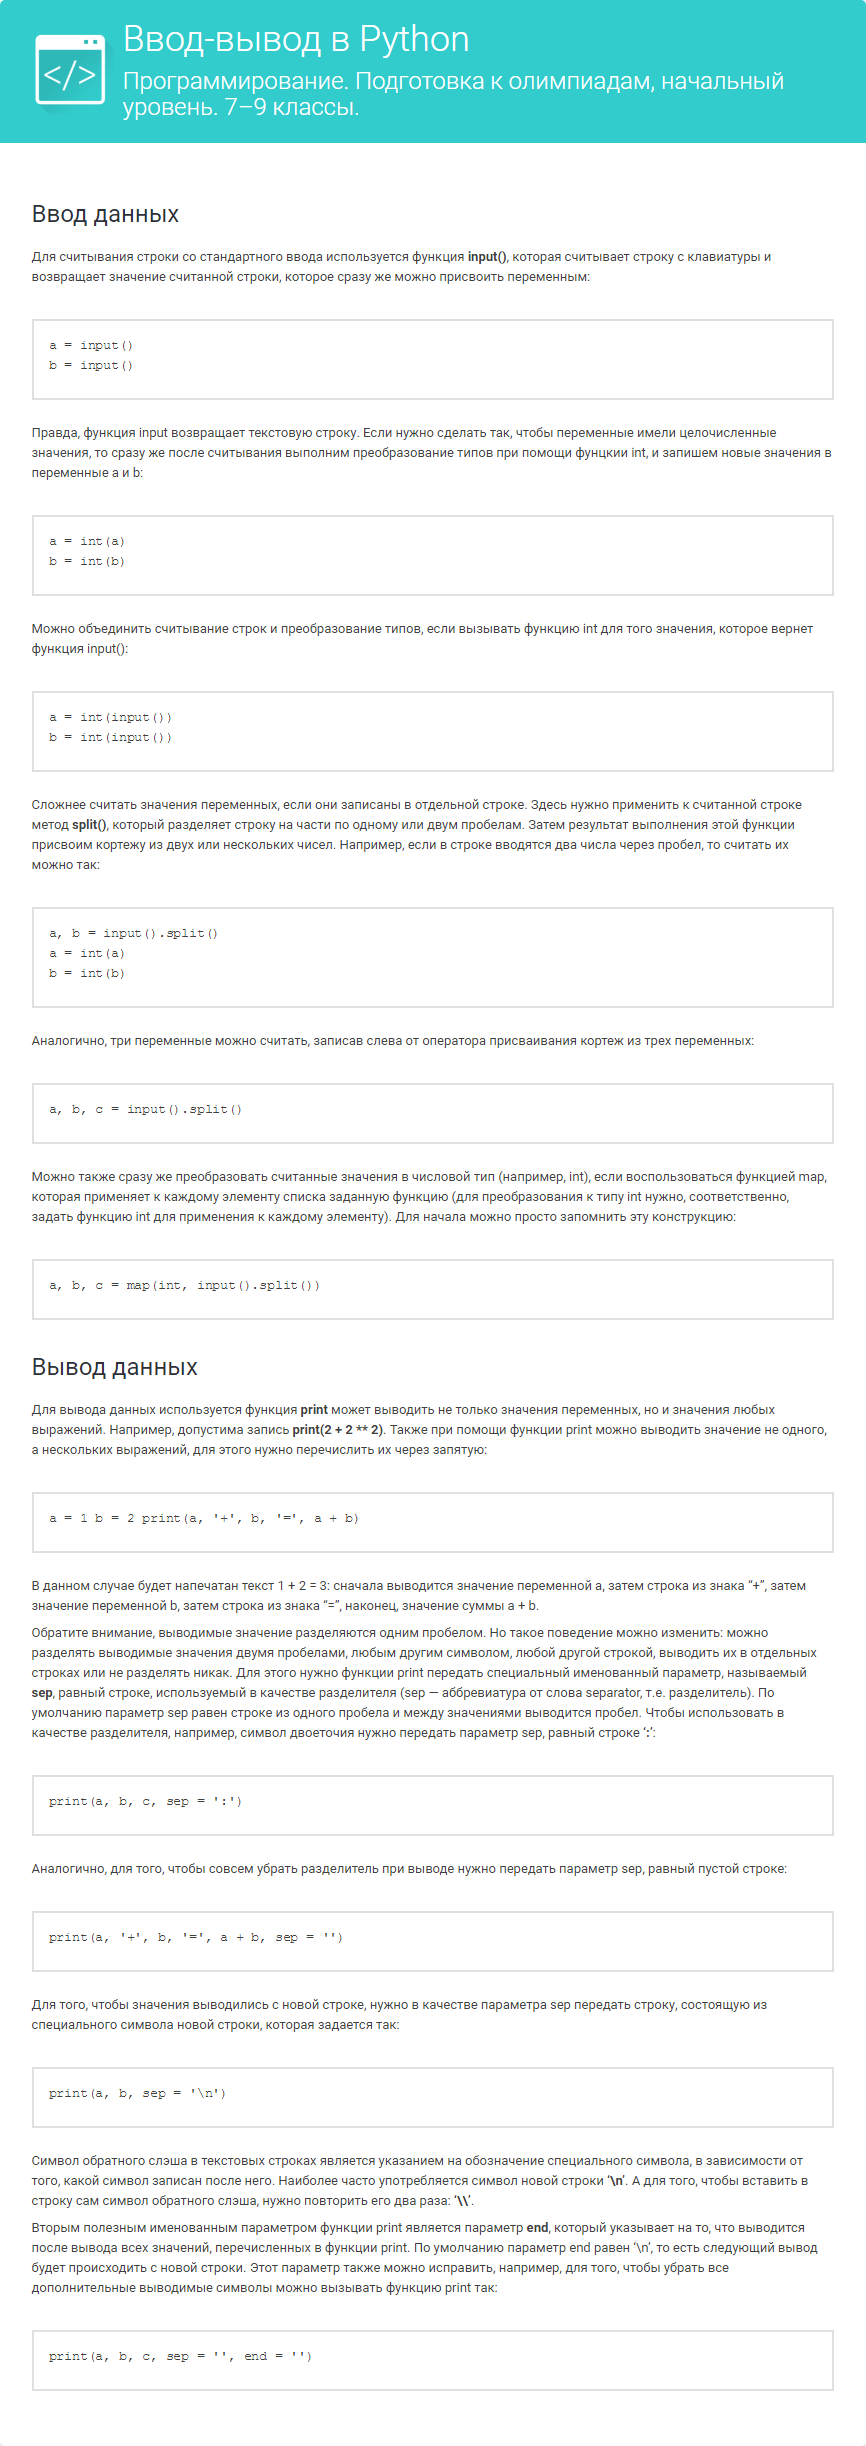 </>
Ввод-вывод в Python
Программирование. Подготовка к олимпиадам, начальный
уровень. 7–9 классы.
Ввод данных
Для считывания строки со стандартного ввода используется функция input(), которая считывает строку с клавиатуры и
возвращает значение считанной строки, которое сразу же можно присвоить переменным:
a = input()
b = input()
Правда, функция input возвращает текстовую строку. Если нужно сделать так, чтобы переменные имели целочисленные
значения, то сразу же после считывания выполним преобразование типов при помощи фунцкии int, и запишем новые значения в
переменные a и b:
a = int(a)
b = int(b)
Можно объединить считывание строк и преобразование типов, если вызывать функцию int для того значения, которое вернет
функция input():
a = int(input())
b = int(input())
Сложнее считать значения переменных, если они записаны в отдельной строке. Здесь нужно применить к считанной строке
метод split(), который разделяет строку на части по одному или двум пробелам. Затем результат выполнения этой функции
присвоим кортежу из двух или нескольких чисел. Например, если в строке вводятся два числа через пробел, то считать их
можно так:
a, b = input().split()
a = int(a)
b = int(b)
Аналогично, три переменные можно считать, записав слева от оператора присваивания кортеж из трех переменных:
a, b, c = input().split()
Можно также сразу же преобразовать считанные значения в числовой тип (например, int), если воспользоваться функцией map,
которая применяет к каждому элементу списка заданную функцию (для преобразования к типу int нужно, соответственно,
задать функцию int для применения к каждому элементу). Для начала можно просто запомнить эту конструкцию:
a, b, c = map(int, input().split())
Вывод данных
Для вывода данных используется функция print может выводить не только значения переменных, но и значения любых
выражений. Например, допустима запись print(2 + 2 ** 2). Также при помощи функции print можно выводить значение не одного,
а нескольких выражений, для этого нужно перечислить их через запятую:
a = 1 b = 2 print(a, '+', b, '=', a + b)
В данном случае будет напечатан текст 1 + 2 = 3: сначала выводится значение переменной a, затем строка из знака “+”, затем
значение переменной b, затем строка из знака “=”, наконец, значение суммы a + b.
Обратите внимание, выводимые значение разделяются одним пробелом. Но такое поведение можно изменить: можно
разделять выводимые значения двумя пробелами, любым другим символом, любой другой строкой, выводить их в отдельных
строках или не разделять никак. Для этого нужно функции print передать специальный именованный параметр, называемый
sep, равный строке, используемый в качестве разделителя (sep — аббревиатура от слова separator, т.е. разделитель). По
умолчанию параметр sep равен строке из одного пробела и между значениями выводится пробел. Чтобы использовать в
качестве разделителя, например, символ двоеточия нужно передать параметр sep, равный строке ‘:’:
print(a, b, c, sep = ':')
Аналогично, для того, чтобы совсем убрать разделитель при выводе нужно передать параметр sep, равный пустой строке:
print(a, '+', b, '=', a + b, sep = '')
Для того, чтобы значения выводились с новой строке, нужно в качестве параметра sep передать строку, состоящую из
специального символа новой строки, которая задается так:
print(a, b, sep = '\n')
Символ обратного слэша в текстовых строках является указанием на обозначение специального символа, в зависимости от
того, какой символ записан после него. Наиболее часто употребляется символ новой строки ‘\n’. А для того, чтобы вставить в
строку сам символ обратного слэша, нужно повторить его два раза: ‘\\’.
Вторым полезным именованным параметром функции print является параметр end, который указывает на то, что выводится
после вывода всех значений, перечисленных в функции print. По умолчанию параметр end равен ‘\n’, то есть следующий вывод
будет происходить с новой строки. Этот параметр также можно исправить, например, для того, чтобы убрать все
дополнительные выводимые символы можно вызывать функцию print так:
print(a, b, c, sep = '', end = '')